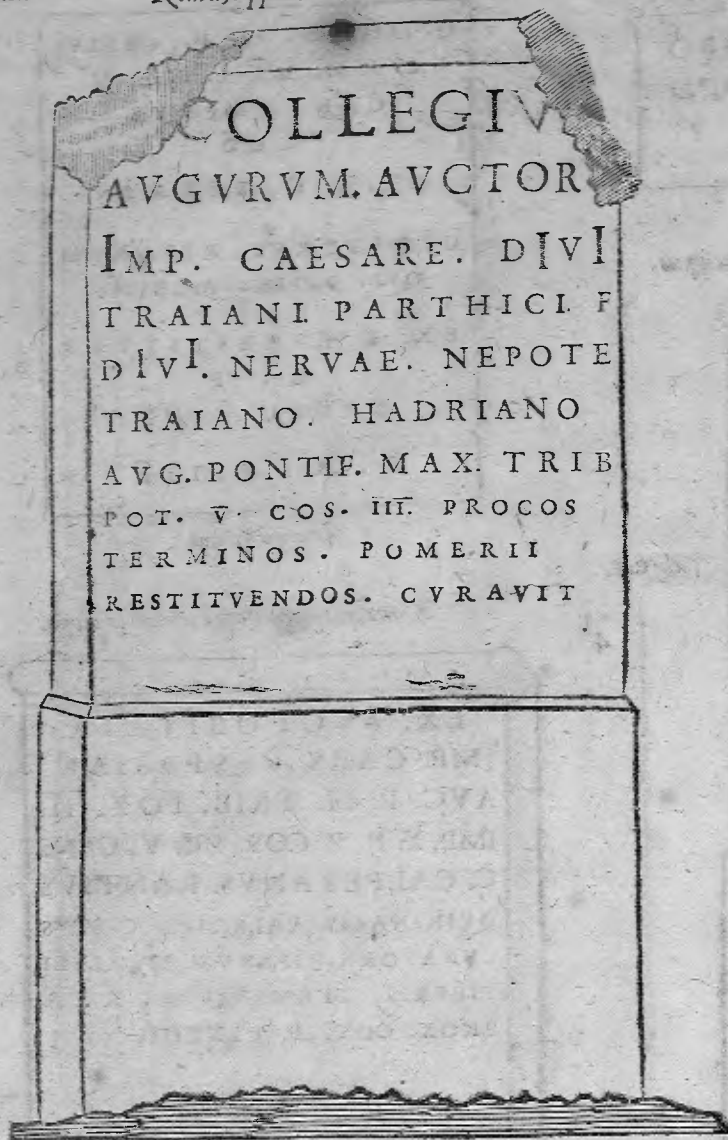 COLLEGIV
AVGVRVM. AVCTOR
IMP. CAESARE. DIVI
TRAIANI. PARTHICI. F
DIVI. NERVAE. NEPOTE
TRAIANO. HADRIANO
AVG. PONTIF. MAX. TRIB
POT. V̅. COS. I̅I̅I̅. PROCOS
TERMINOS. POMERII
RESTITVENDOS. CVRAVIT